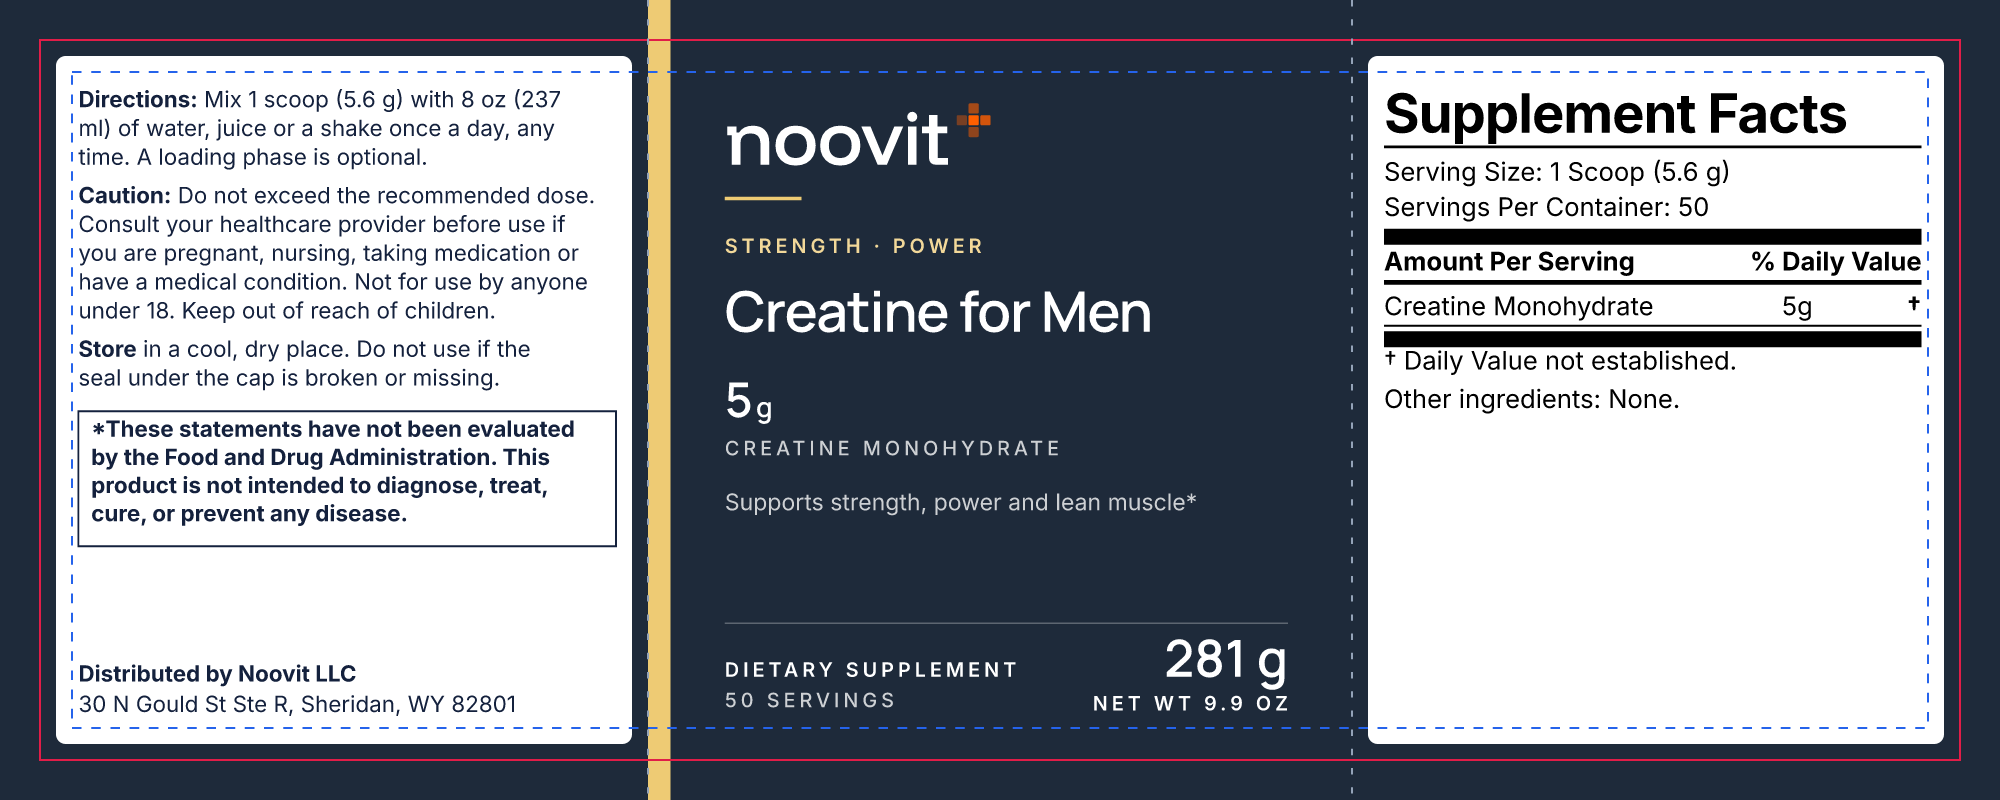 Directions: Mix 1 scoop (5.6 g) with 8 oz (237
ml) of water, juice or a shake once a day, any
time. A loading phase is optional.
Caution: Do not exceed the recommended dose.
Consult your healthcare provider before use if
you are pregnant, nursing, taking medication or
have a medical condition. Not for use by anyone
under 18. Keep out of reach of children.
Store in a cool, dry place. Do not use if the
seal under the cap is broken or missing.
*These statements have not been evaluated
by the Food and Drug Administration. This
product is not intended to diagnose, treat,
cure, or prevent any disease.
Distributed by Noovit LLC
30 N Gould St Ste R, Sheridan, WY 82801
noovit
STRENGTH · POWER
Creatine for Men
5 g
CREATINE MONOHYDRATE
Supports strength, power and lean muscle*
DIETARY SUPPLEMENT
50 SERVINGS
281 g
NET WT 9.9 OZ
Supplement Facts
Serving Size: 1 Scoop (5.6 g)
Servings Per Container: 50
Amount Per Serving % Daily Value
Creatine Monohydrate 5g †
† Daily Value not established.
Other ingredients: None.